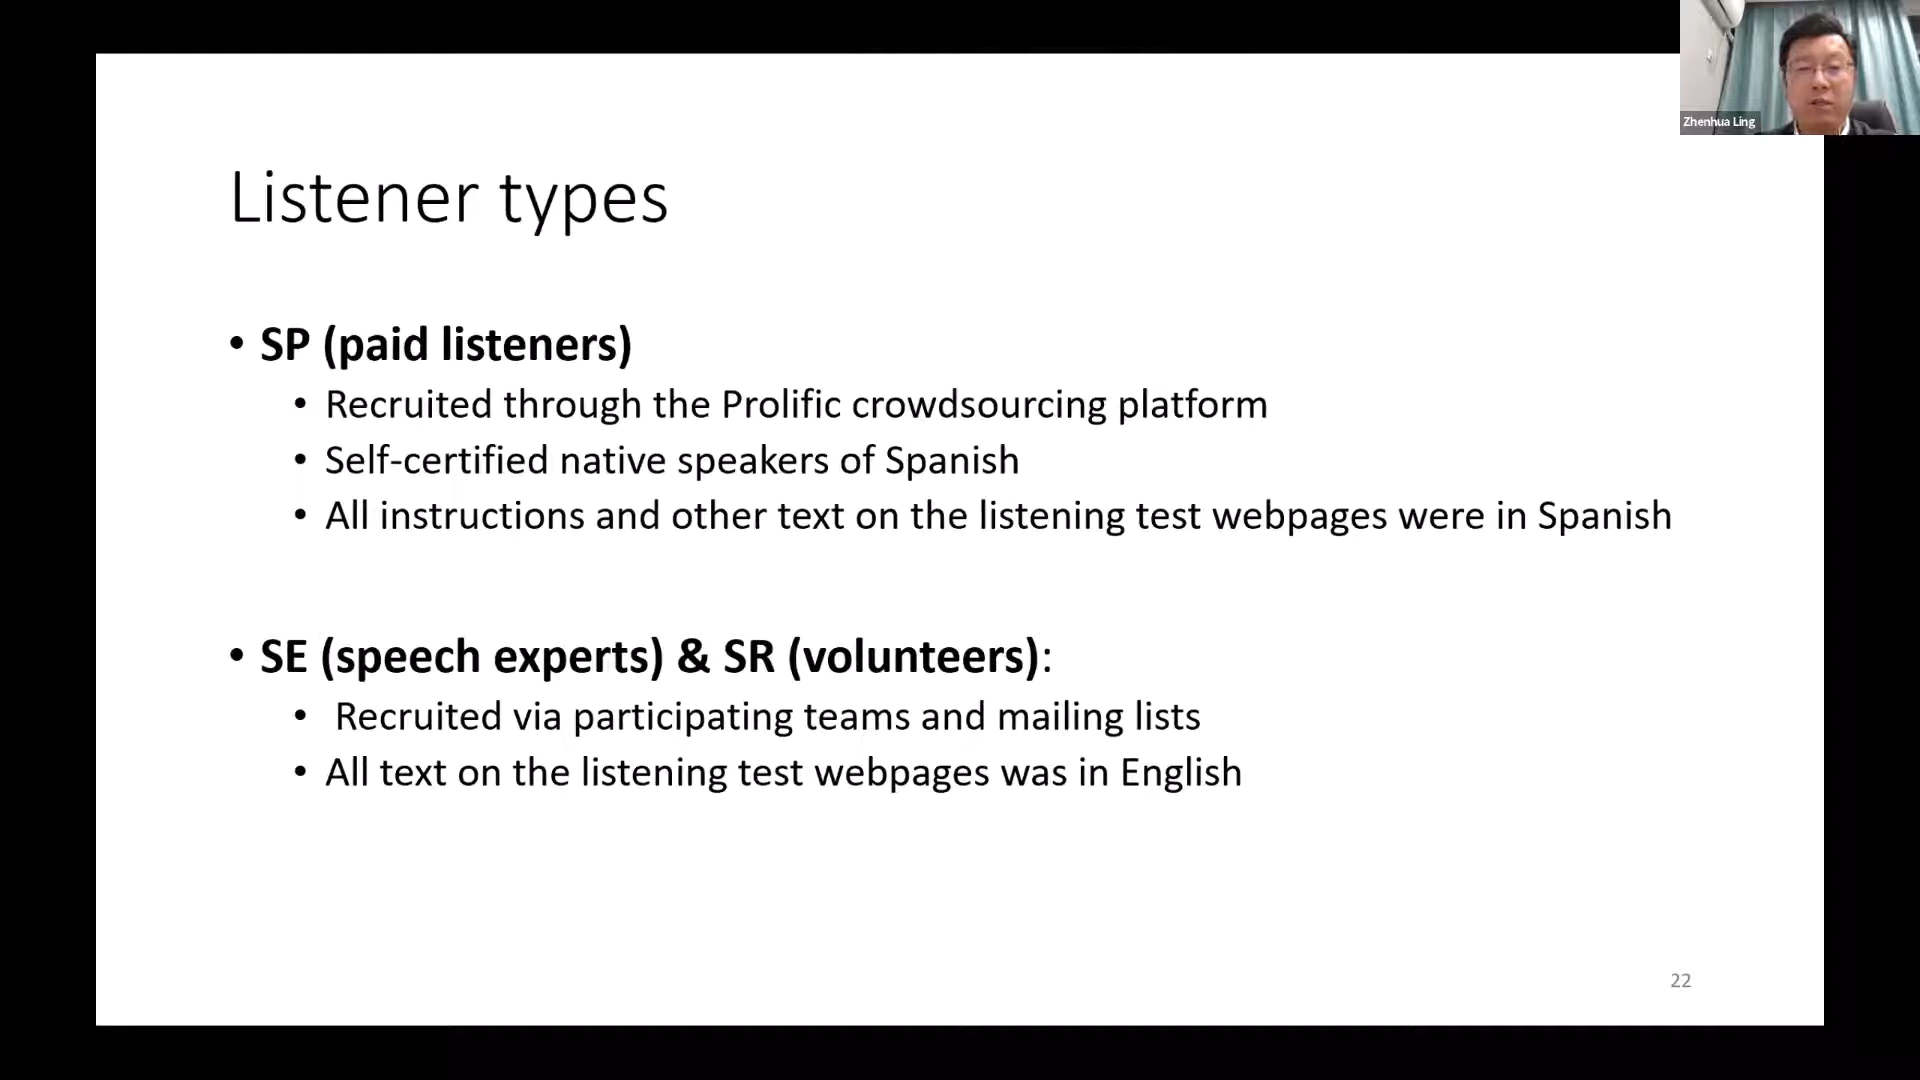 Zhenhua Ling
Listener types
• SP (paid listeners)
• Recruited through the Prolific crowdsourcing platform
• Self-certified native speakers of Spanish
• All instructions and other text on the listening test webpages were in Spanish
• SE (speech experts) & SR (volunteers):
• Recruited via participating teams and mailing lists
• All text on the listening test webpages was in English
22